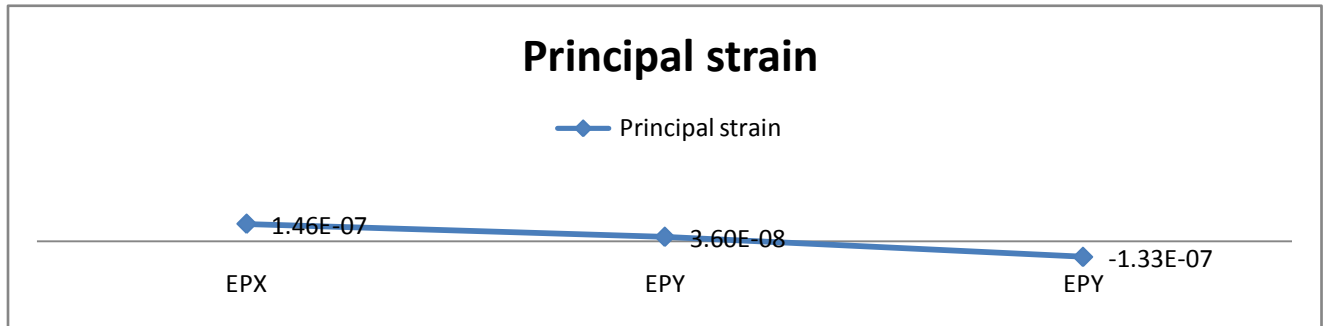 Principal strain
Principal strain
1.46E-07
3.60E-08
-1.33E-07
EPX EPY EPY